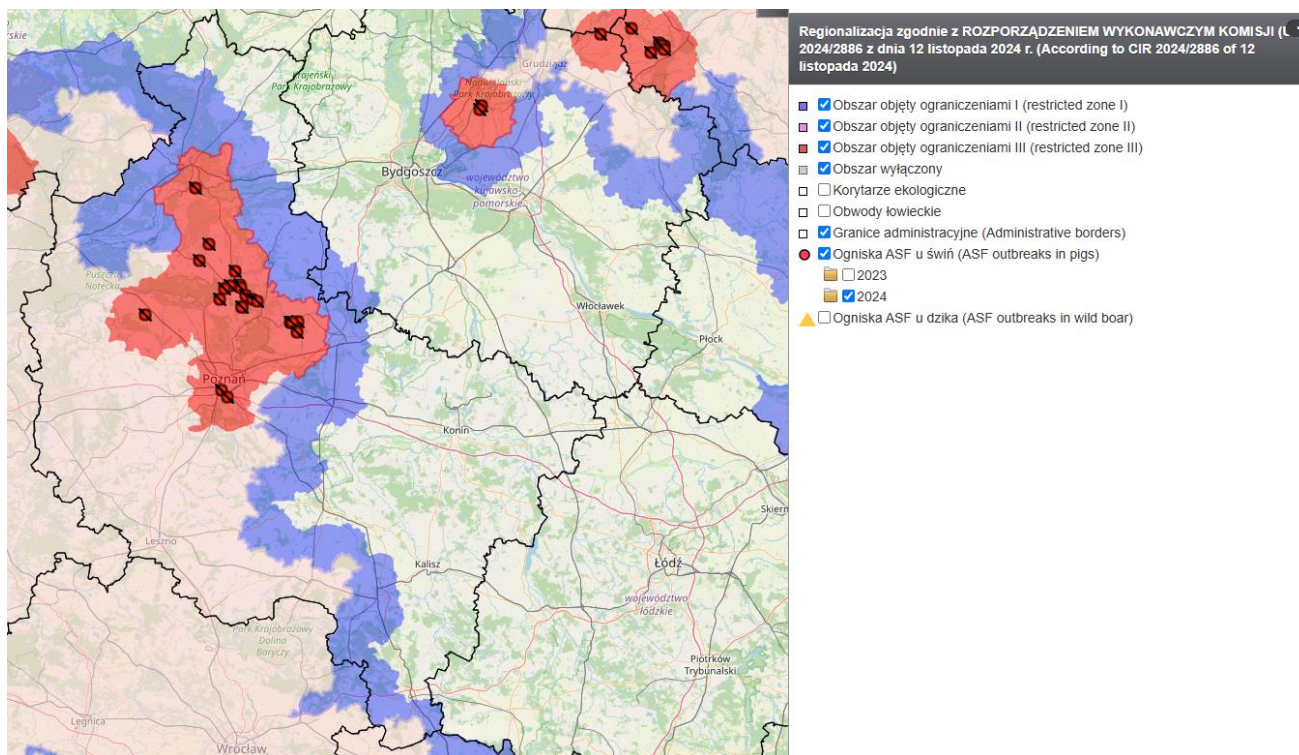 Krajeński
Park Krajobrazowy
Grudziądz
Nadwiślański
Park Krajobrazowy
Bydgoszcz
województwo
kujawsko-
pomorskie
Puszcza
Notecka
Włocławek
Płock
Poznań
Konin
Skiern
Leszno
Kalisz
Łódź
województwo
łódzkie
Park Krajobrazowy
Dolina
Baryczy
Piotrków
Trybunalski
Legnica
Wrocław
Regionalizacja zgodnie z ROZPORZĄDZENIEM WYKONAWCZYM KOMISJI (U
2024/2886 z dnia 12 listopada 2024 r. (According to CIR 2024/2886 of 12
listopada 2024)
Obszar objęty ograniczeniami I (restricted zone I)
Obszar objęty ograniczeniami II (restricted zone II)
Obszar objęty ograniczeniami III (restricted zone III)
Obszar wyłączony
Korytarze ekologiczne
Obwody łowieckie
Granice administracyjne (Administrative borders)
Ogniska ASF u świń (ASF outbreaks in pigs)
2023
2024
Ogniska ASF u dzika (ASF outbreaks in wild boar)